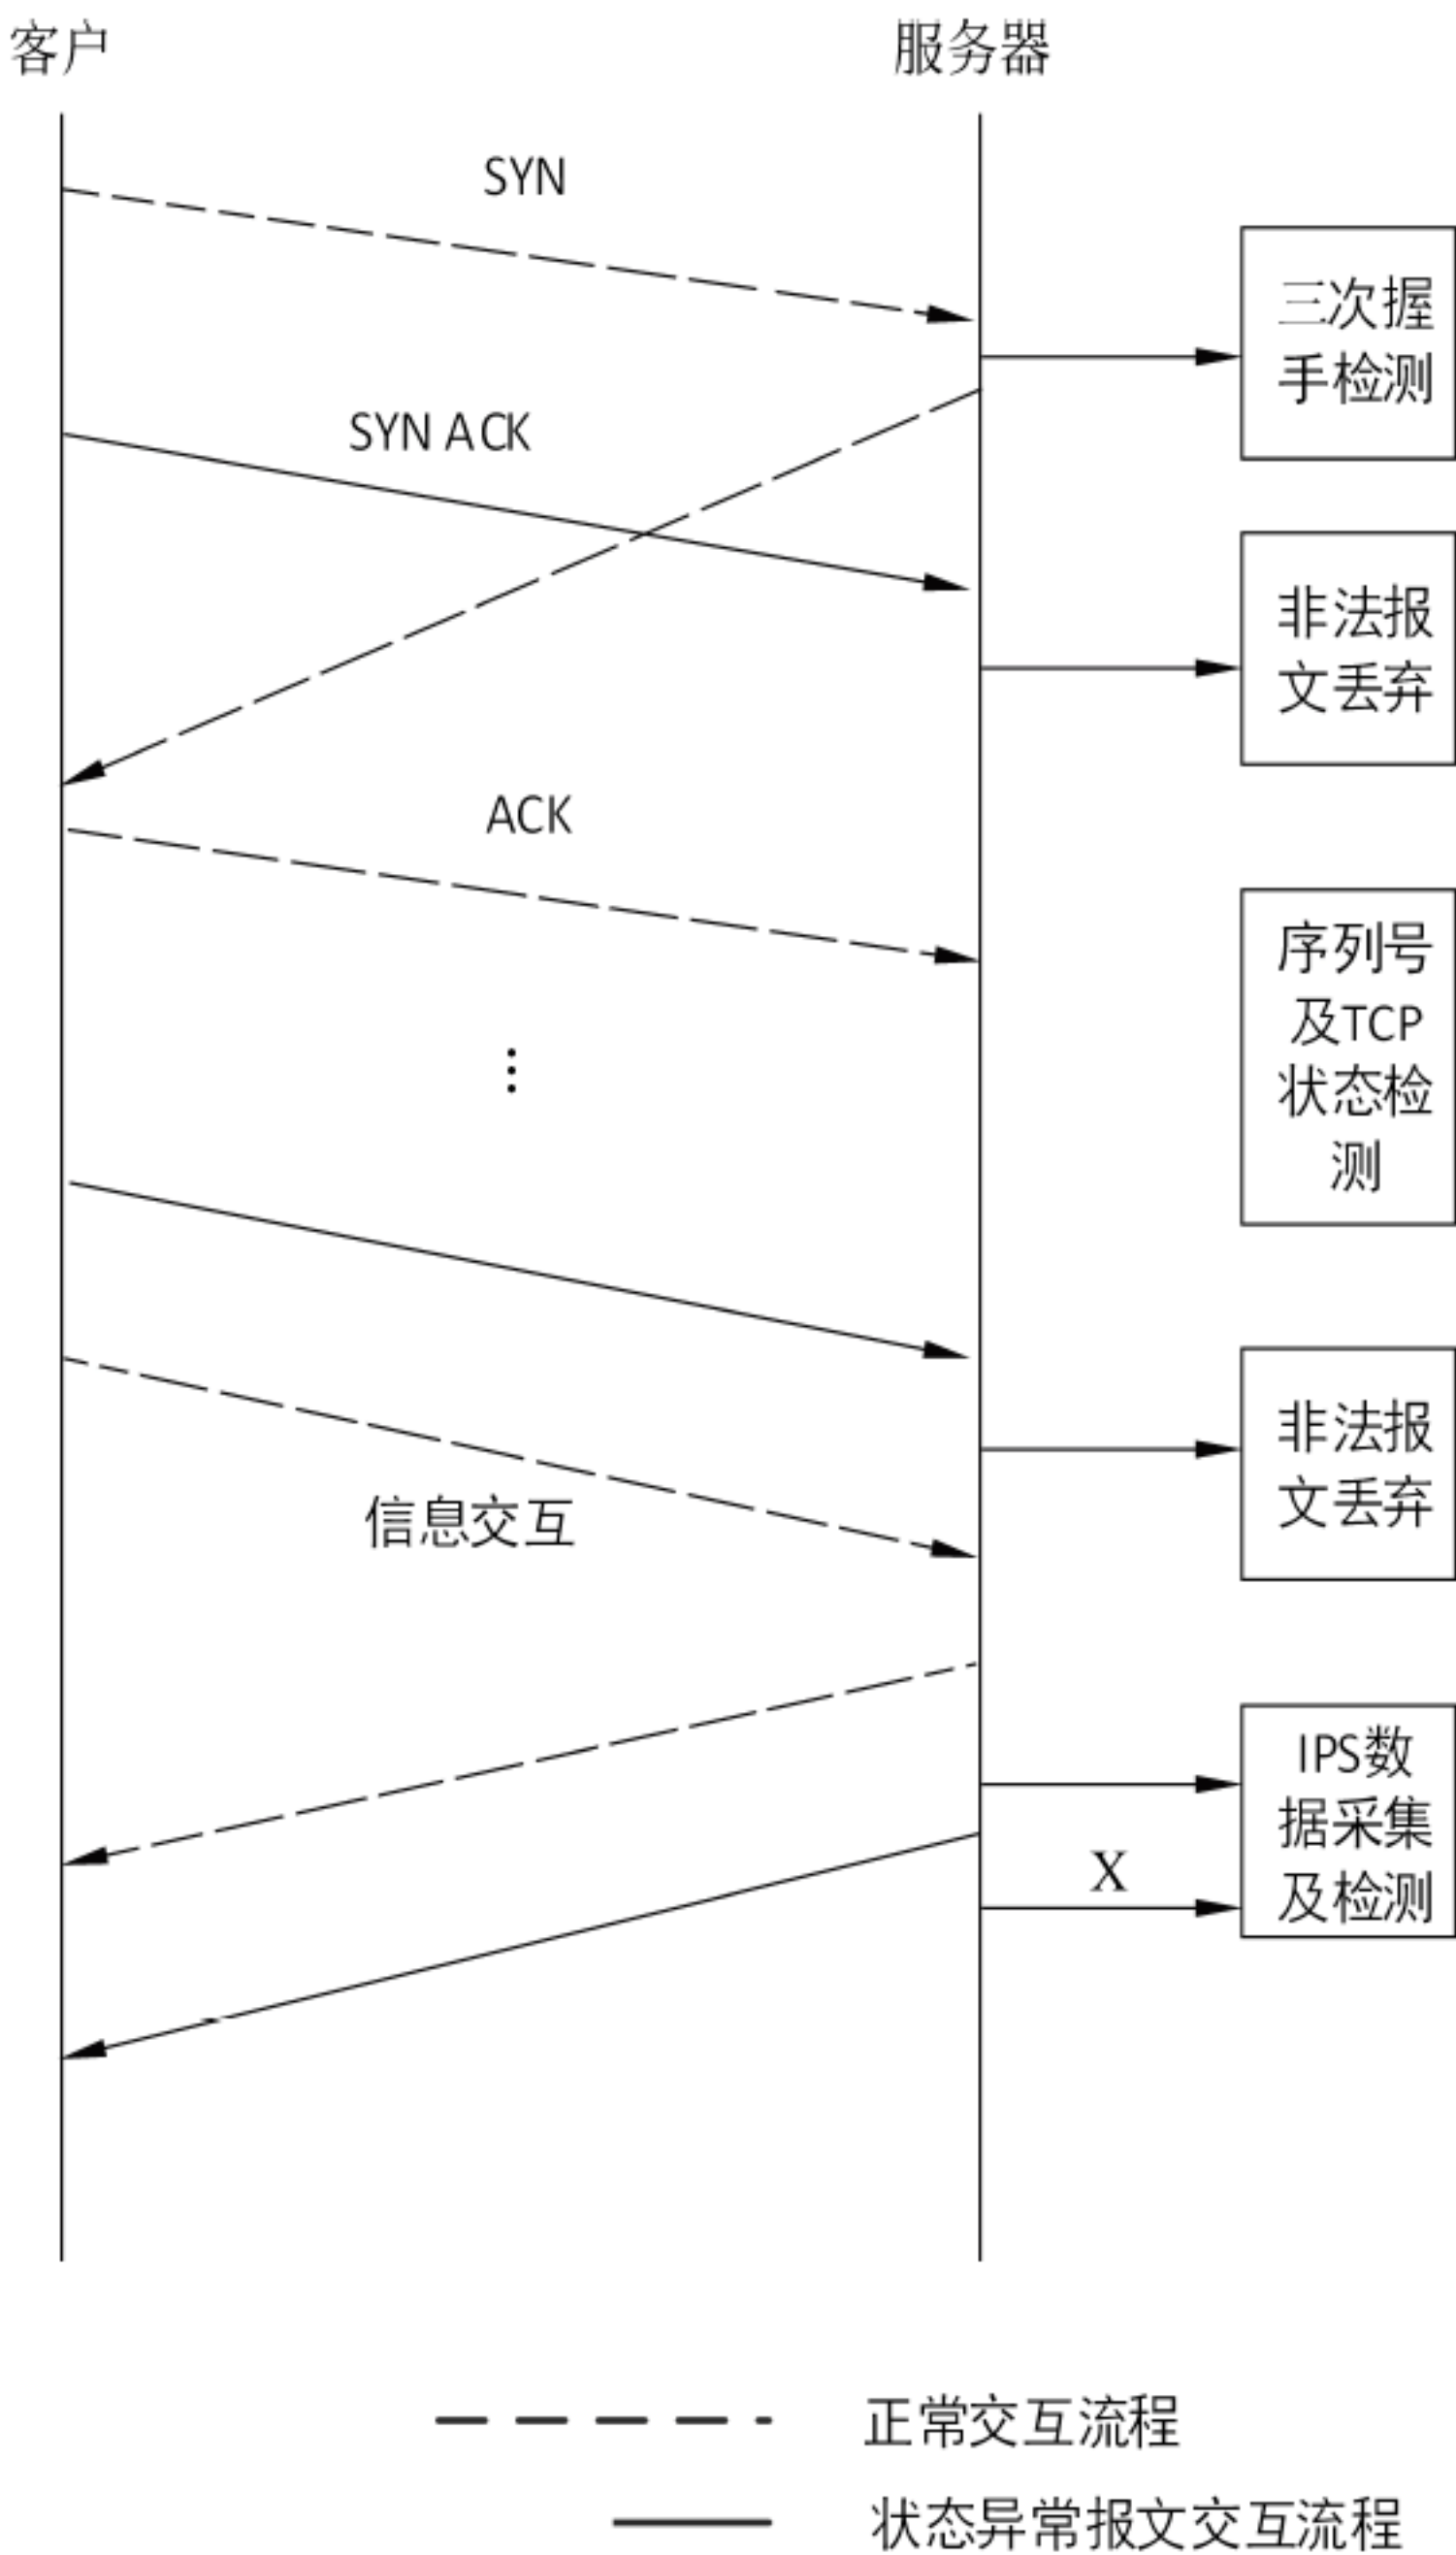 客户
服务器
SYN
三次握
手检测
SYN ACK
非法报
文丢弃
ACK
序列号
及TCP
状态检
测
非法报
文丢弃
信息交互
IPS数
据采集
及检测
X
正常交互流程
状态异常报文交互流程